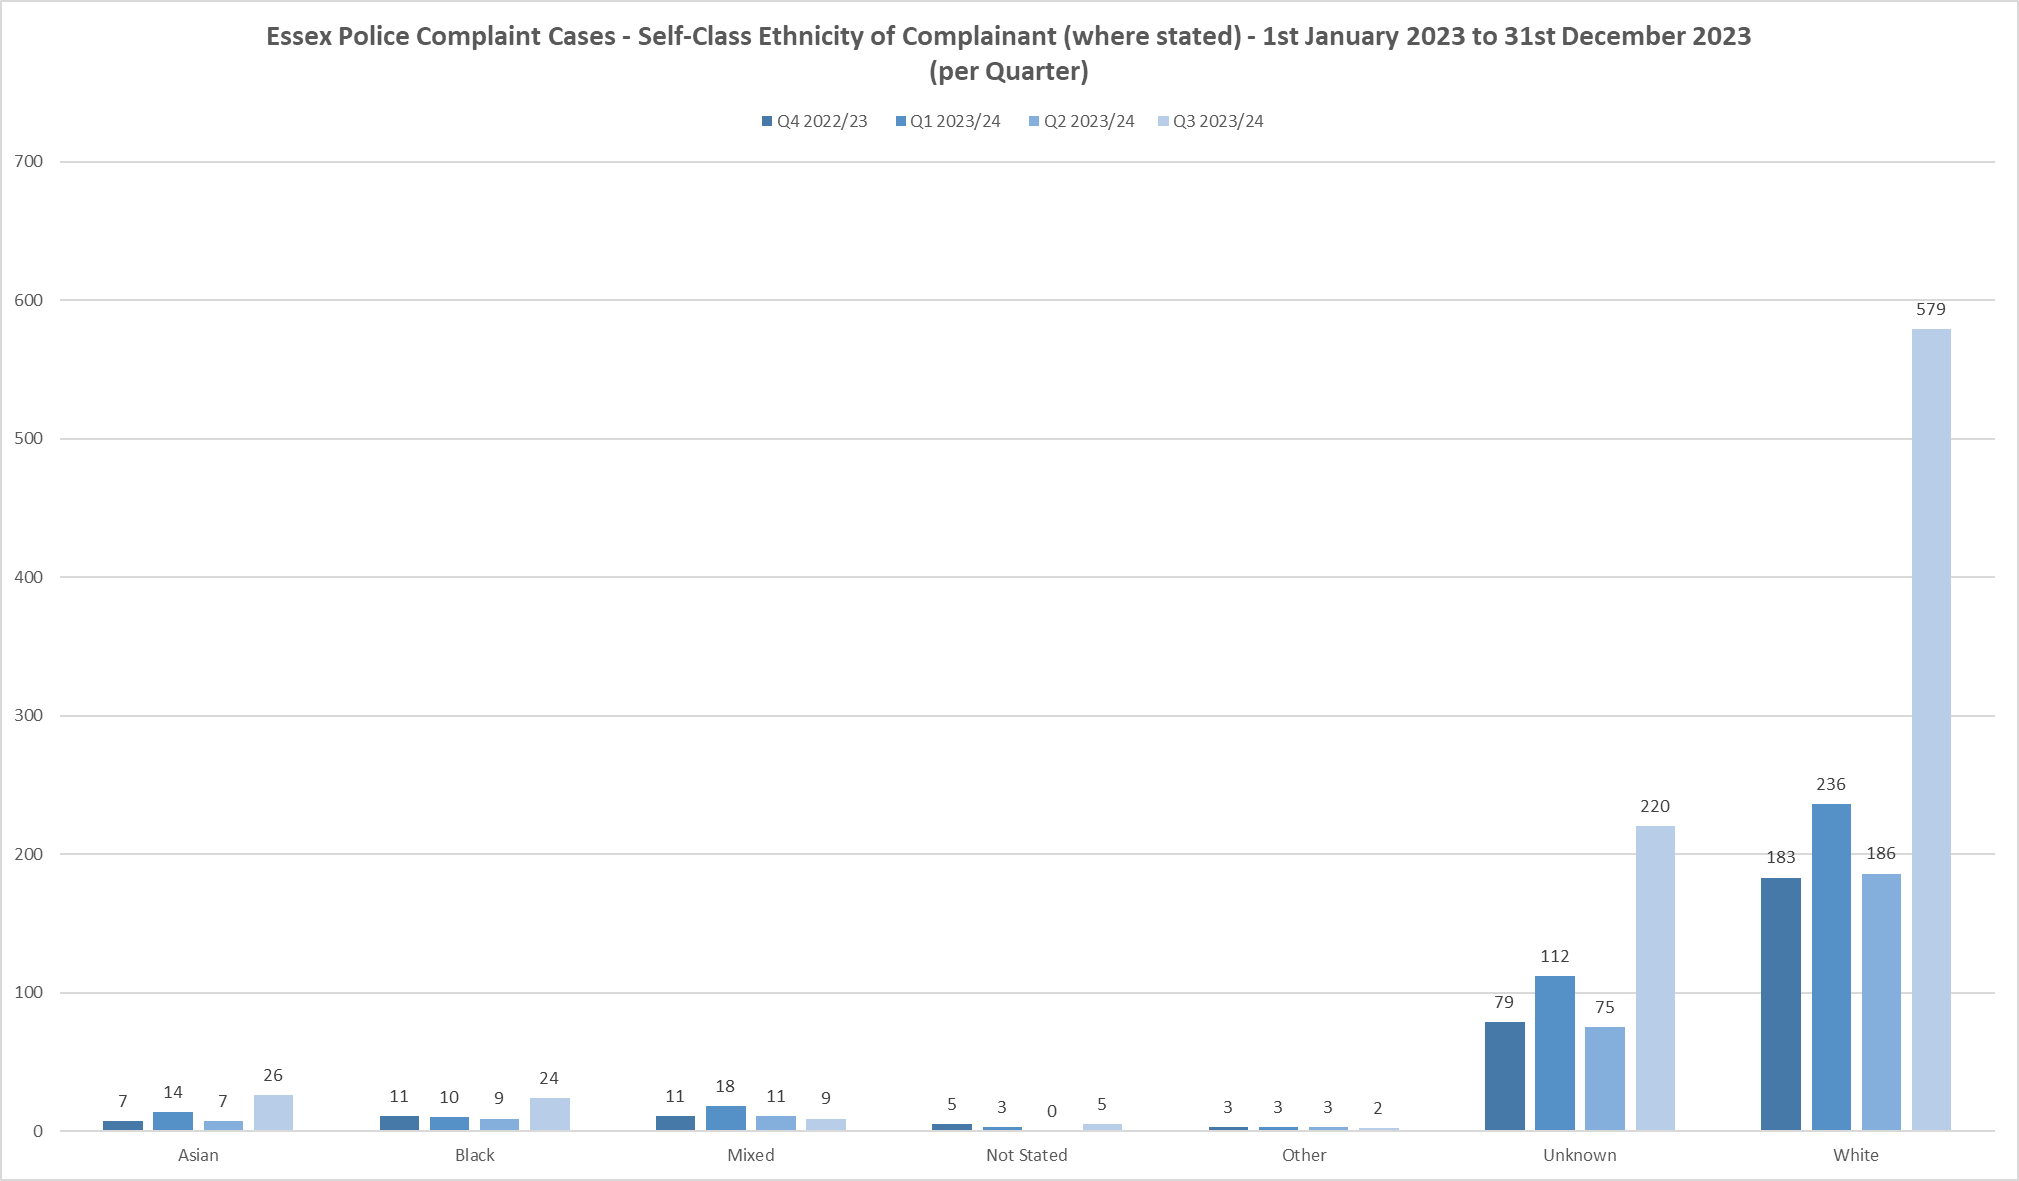 Essex Police Complaint Cases - Self-Class Ethnicity of Complainant (where stated) - 1st January 2023 to 31st December 2023
(per Quarter)
Q4 2022/23 Q1 2023/24 Q2 2023/24 Q3 2023/24
700
600
500
400
300
200
100
0
7 14 7 26
11 10 9 24
11 18 11 9
5 3 0 5
3 3 3 2
79 112 75 220
183 236 186 579
Asian Black Mixed Not Stated Other Unknown White